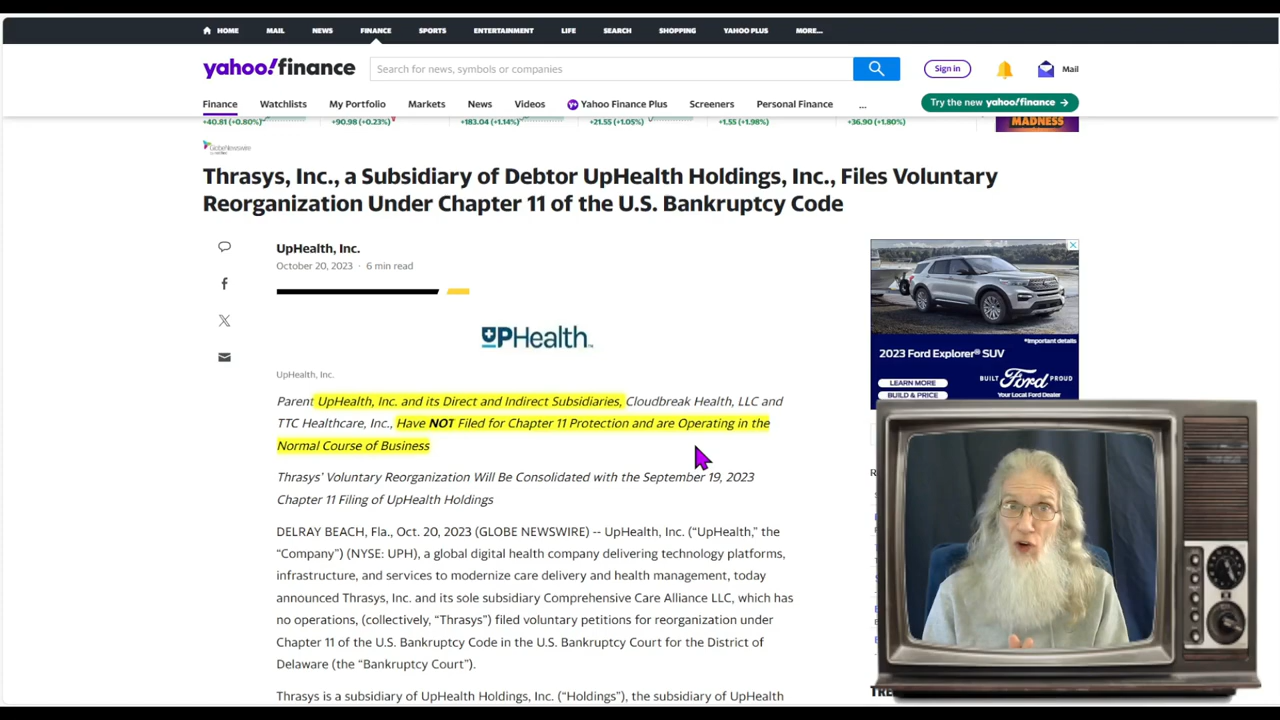 HOME MAIL NEWS FINANCE SPORTS ENTERTAINMENT LIFE SEARCH SHOPPING YAHOO PLUS MORE...
yahoo!finance
Search for news, symbols or companies
Sign in
Mail
Finance Watchlists My Portfolio Markets News Videos Yahoo Finance Plus Screeners Personal Finance ...
Try the new yahoo!finance →
+40.81 (+0.80%) +90.98 (+0.23%) +183.04 (+1.14%) +21.55 (+1.05%) +1.55 (+1.98%) +36.90 (+1.80%)
MADNESS
GlobeNewswire
Thrasys, Inc., a Subsidiary of Debtor UpHealth Holdings, Inc., Files Voluntary
Reorganization Under Chapter 11 of the U.S. Bankruptcy Code
UpHealth, Inc.
October 20, 2023 · 6 min read
UPHealth
UpHealth, Inc.
Parent UpHealth, Inc. and its Direct and Indirect Subsidiaries, Cloudbreak Health, LLC and
TTC Healthcare, Inc., Have NOT Filed for Chapter 11 Protection and are Operating in the
Normal Course of Business
Thrasys' Voluntary Reorganization Will Be Consolidated with the September 19, 2023
Chapter 11 Filing of UpHealth Holdings
DELRAY BEACH, Fla., Oct. 20, 2023 (GLOBE NEWSWIRE) -- UpHealth, Inc. (“UpHealth,” the
“Company”) (NYSE: UPH), a global digital health company delivering technology platforms,
infrastructure, and services to modernize care delivery and health management, today
announced Thrasys, Inc. and its sole subsidiary Comprehensive Care Alliance LLC, which has
no operations, (collectively, “Thrasys”) filed voluntary petitions for reorganization under
Chapter 11 of the U.S. Bankruptcy Code in the U.S. Bankruptcy Court for the District of
Delaware (the “Bankruptcy Court”).
Thrasys is a subsidiary of UpHealth Holdings, Inc. (“Holdings”), the subsidiary of UpHealth
*Important details
2023 Ford Explorer® SUV
LEARN MORE
BUILD & PRICE
BUILT Ford PROUD
Your Local Ford Dealer